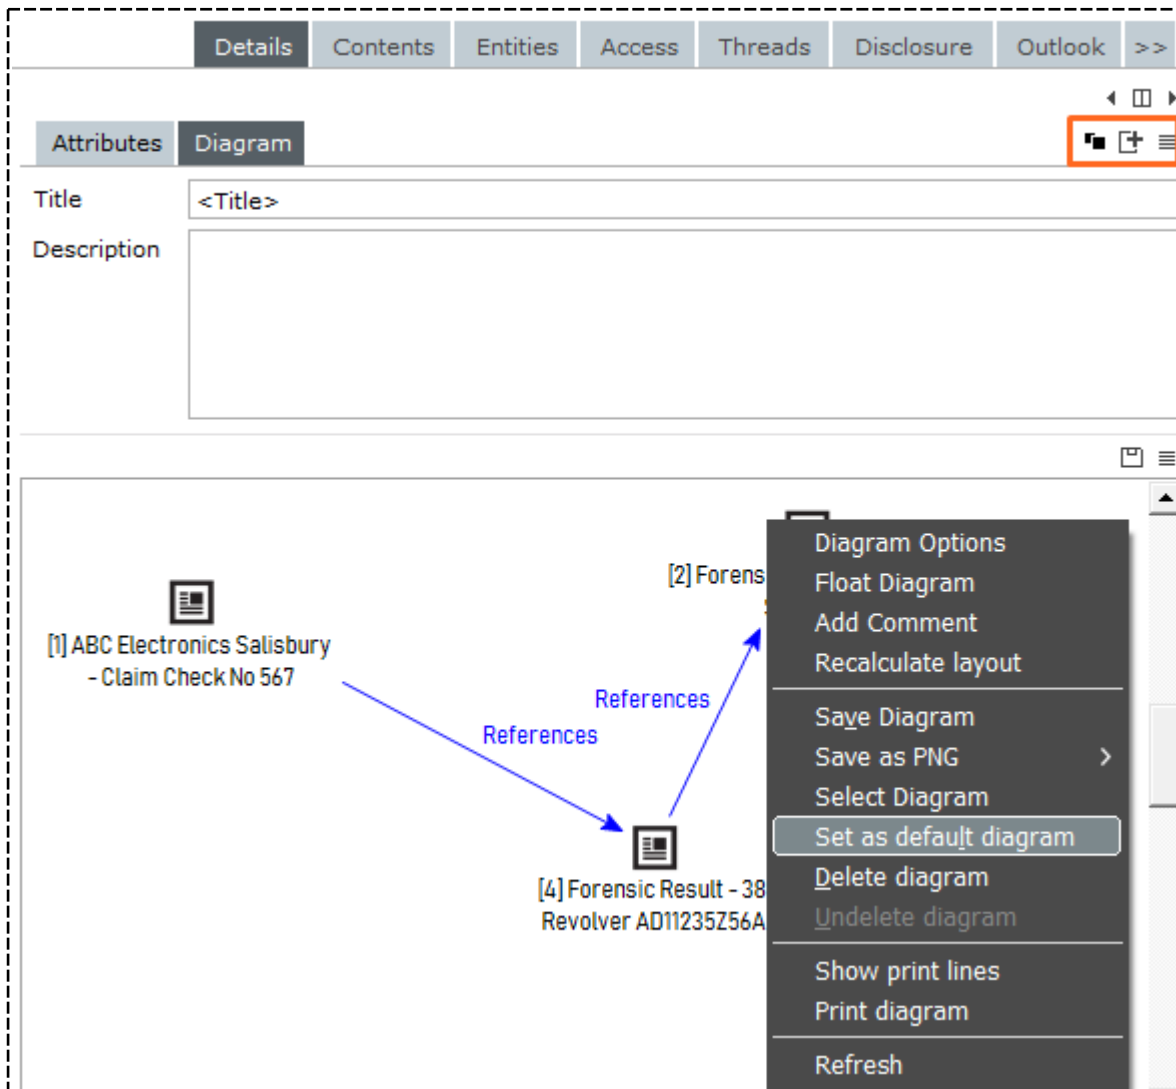 Details Contents Entities Access Threads Disclosure Outlook >>
Attributes Diagram
Title <Title>
Description
[1] ABC Electronics Salisbury
- Claim Check No 567
[2] Forens
References
References
[4] Forensic Result - 38
Revolver AD11235Z56A
Diagram Options
Float Diagram
Add Comment
Recalculate layout
Save Diagram
Save as PNG >
Select Diagram
Set as default diagram
Delete diagram
Undelete diagram
Show print lines
Print diagram
Refresh